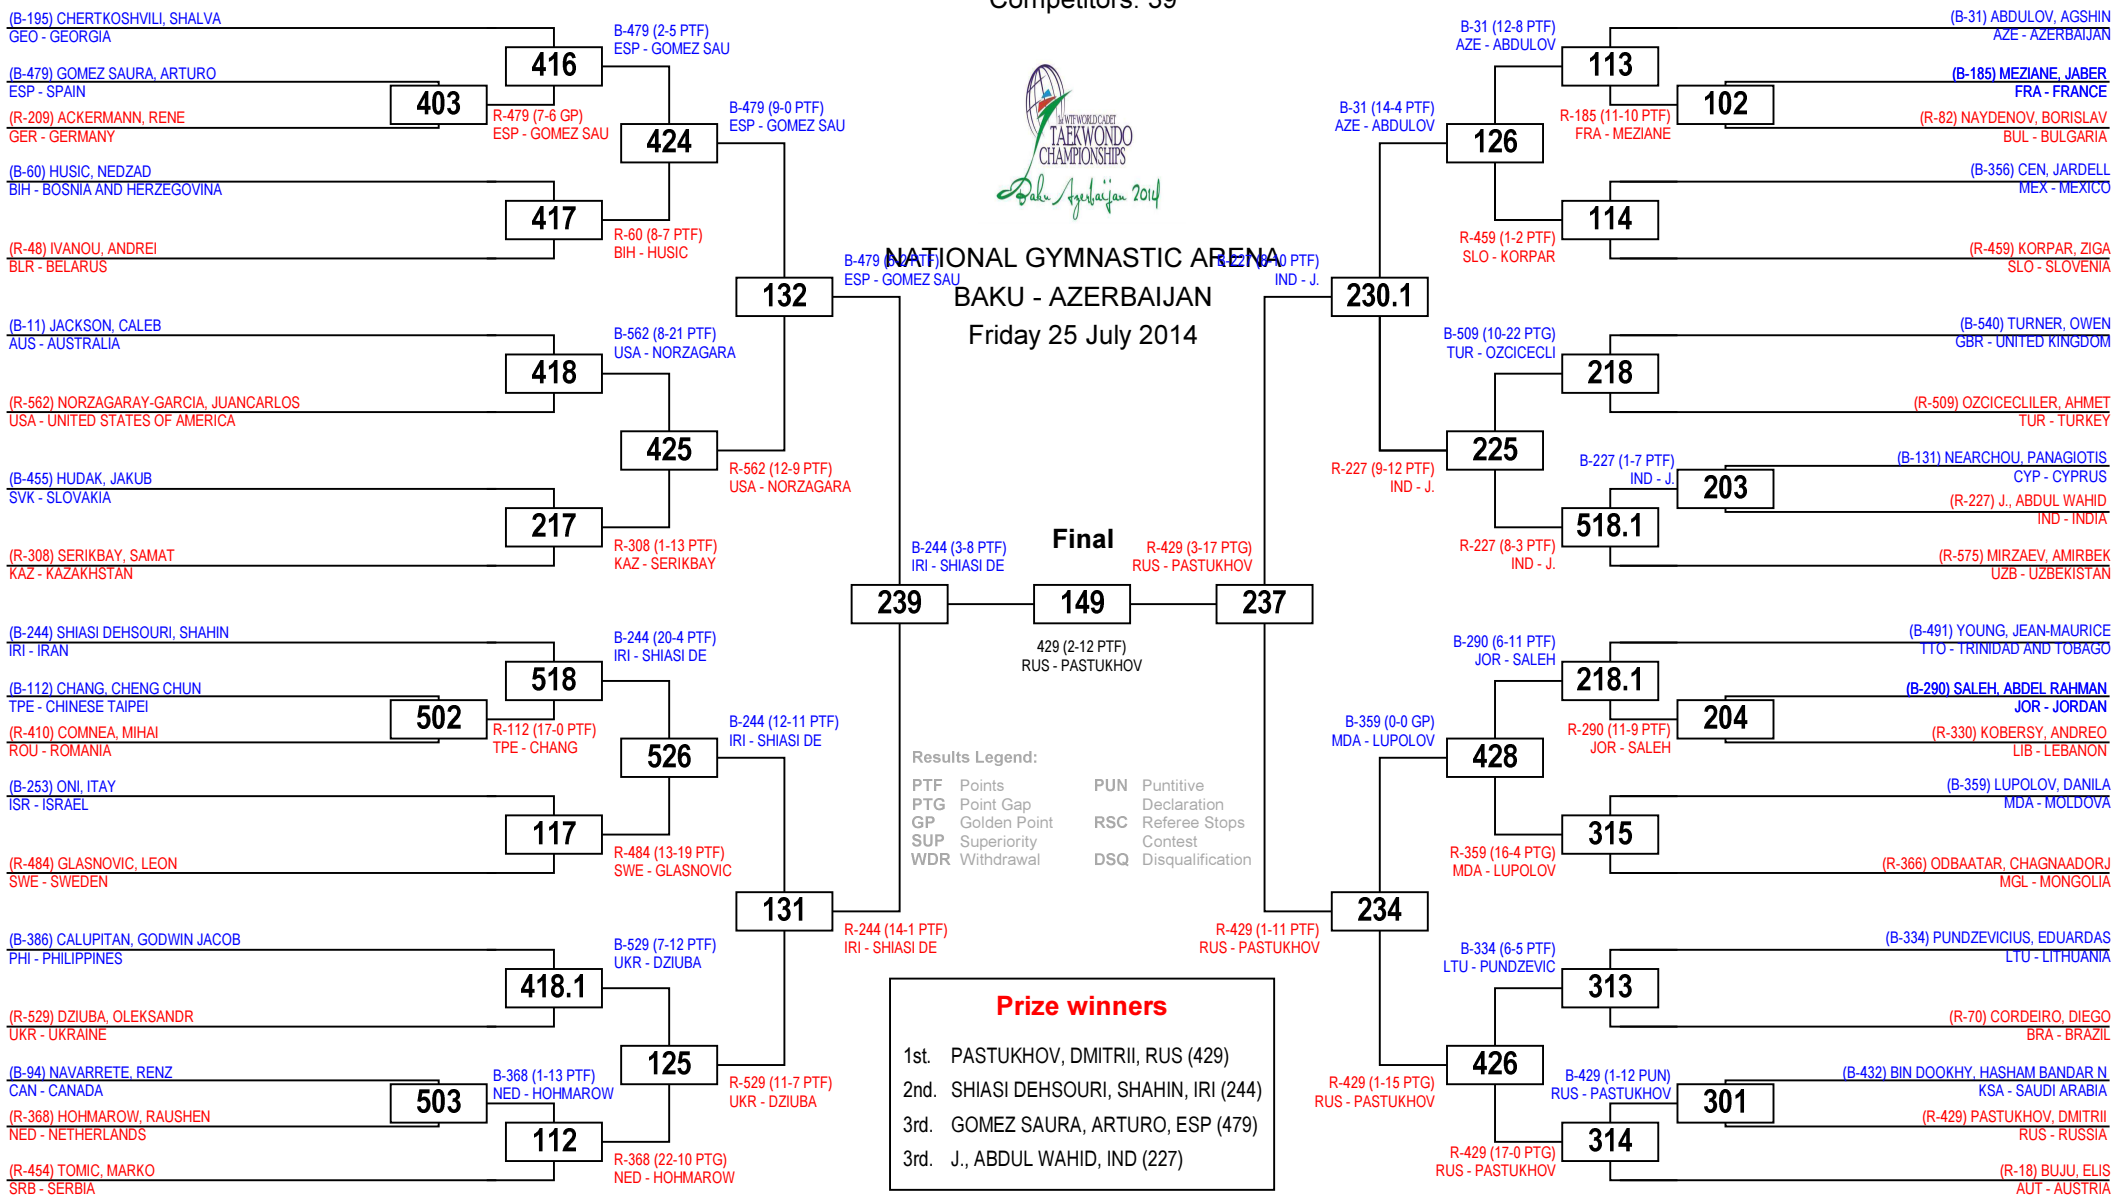 Competitors: 39
(B-195) CHERTKOSHVILI, SHALVA
GEO - GEORGIA
(B-479) GOMEZ SAURA, ARTURO
ESP - SPAIN
(R-209) ACKERMANN, RENE
GER - GERMANY
(B-60) HUSIC, NEDZAD
BIH - BOSNIA AND HERZEGOVINA
(R-48) IVANOU, ANDREI
BLR - BELARUS
(B-11) JACKSON, CALEB
AUS - AUSTRALIA
(R-562) NORZAGARAY-GARCIA, JUANCARLOS
USA - UNITED STATES OF AMERICA
(B-455) HUDAK, JAKUB
SVK - SLOVAKIA
(R-308) SERIKBAY, SAMAT
KAZ - KAZAKHSTAN
(B-244) SHIASI DEHSOURI, SHAHIN
IRI - IRAN
(B-112) CHANG, CHENG CHUN
TPE - CHINESE TAIPEI
(R-410) COMNEA, MIHAI
ROU - ROMANIA
(B-253) ONI, ITAY
ISR - ISRAEL
(R-484) GLASNOVIC, LEON
SWE - SWEDEN
(B-386) CALUPITAN, GODWIN JACOB
PHI - PHILIPPINES
(R-529) DZIUBA, OLEKSANDR
UKR - UKRAINE
(B-94) NAVARRETE, RENZ
CAN - CANADA
(R-368) HOHMAROW, RAUSHEN
NED - NETHERLANDS
(R-454) TOMIC, MARKO
SRB - SERBIA
403
R-479 (7-6 GP)
ESP - GOMEZ SAU
502
R-112 (17-0 PTF)
TPE - CHANG
503
B-368 (1-13 PTF)
NED - HOHMAROW
416
B-479 (2-5 PTF)
ESP - GOMEZ SAU
417
R-60 (8-7 PTF)
BIH - HUSIC
418
B-562 (8-21 PTF)
USA - NORZAGARA
217
R-308 (1-13 PTF)
KAZ - SERIKBAY
518
B-244 (20-4 PTF)
IRI - SHIASI DE
117
R-484 (13-19 PTF)
SWE - GLASNOVIC
418.1
B-529 (7-12 PTF)
UKR - DZIUBA
112
R-368 (22-10 PTG)
NED - HOHMAROW
424
B-479 (9-0 PTF)
ESP - GOMEZ SAU
425
R-562 (12-9 PTF)
USA - NORZAGARA
526
B-244 (12-11 PTF)
IRI - SHIASI DE
125
R-529 (11-7 PTF)
UKR - DZIUBA
132
B-479
ESP - GOMEZ SAU
131
R-244 (14-1 PTF)
IRI - SHIASI DE
239
B-244 (3-8 PTF)
IRI - SHIASI DE
1st WTF WORLD CADET
TAEKWONDO
CHAMPIONSHIPS
Baku Azerbaijan 2014
NATIONAL GYMNASTIC ARENA
BAKU - AZERBAIJAN
Friday 25 July 2014
Final
149
429 (2-12 PTF)
RUS - PASTUKHOV
Results Legend:
PTF Points
PTG Point Gap
GP Golden Point
SUP Superiority
WDR Withdrawal
PUN Puntitive
Declaration
RSC Referee Stops
Contest
DSQ Disqualification
Prize winners
1st. PASTUKHOV, DMITRII, RUS (429)
2nd. SHIASI DEHSOURI, SHAHIN, IRI (244)
3rd. GOMEZ SAURA, ARTURO, ESP (479)
3rd. J., ABDUL WAHID, IND (227)
R-429 (3-17 PTG)
RUS - PASTUKHOV
237
B-227 PTF)
IND - J.
230.1
R-429 (1-11 PTF)
RUS - PASTUKHOV
234
B-31 (14-4 PTF)
AZE - ABDULOV
126
R-227 (9-12 PTF)
IND - J.
225
B-359 (0-0 GP)
MDA - LUPOLOV
428
R-429 (1-15 PTG)
RUS - PASTUKHOV
426
B-31 (12-8 PTF)
AZE - ABDULOV
113
R-459 (1-2 PTF)
SLO - KORPAR
114
B-509 (10-22 PTG)
TUR - OZCICECLI
218
R-227 (8-3 PTF)
IND - J.
518.1
B-290 (6-11 PTF)
JOR - SALEH
218.1
R-359 (16-4 PTG)
MDA - LUPOLOV
315
B-334 (6-5 PTF)
LTU - PUNDZEVIC
313
R-429 (17-0 PTG)
RUS - PASTUKHOV
314
R-185 (11-10 PTF)
FRA - MEZIANE
102
B-227 (1-7 PTF)
IND - J.
203
R-290 (11-9 PTF)
JOR - SALEH
204
B-429 (1-12 PUN)
RUS - PASTUKHOV
301
(B-31) ABDULOV, AGSHIN
AZE - AZERBAIJAN
(B-185) MEZIANE, JABER
FRA - FRANCE
(R-82) NAYDENOV, BORISLAV
BUL - BULGARIA
(B-356) CEN, JARDELL
MEX - MEXICO
(R-459) KORPAR, ZIGA
SLO - SLOVENIA
(B-540) TURNER, OWEN
GBR - UNITED KINGDOM
(R-509) OZCICECLILER, AHMET
TUR - TURKEY
(B-131) NEARCHOU, PANAGIOTIS
CYP - CYPRUS
(R-227) J., ABDUL WAHID
IND - INDIA
(R-575) MIRZAEV, AMIRBEK
UZB - UZBEKISTAN
(B-491) YOUNG, JEAN-MAURICE
TTO - TRINIDAD AND TOBAGO
(B-290) SALEH, ABDEL RAHMAN
JOR - JORDAN
(R-330) KOBERSY, ANDREO
LIB - LEBANON
(B-359) LUPOLOV, DANILA
MDA - MOLDOVA
(R-366) ODBAATAR, CHAGNAADORJ
MGL - MONGOLIA
(B-334) PUNDZEVICIUS, EDUARDAS
LTU - LITHUANIA
(R-70) CORDEIRO, DIEGO
BRA - BRAZIL
(B-432) BIN DOOKHY, HASHAM BANDAR N
KSA - SAUDI ARABIA
(R-429) PASTUKHOV, DMITRII
RUS - RUSSIA
(R-18) BUJU, ELIS
AUT - AUSTRIA